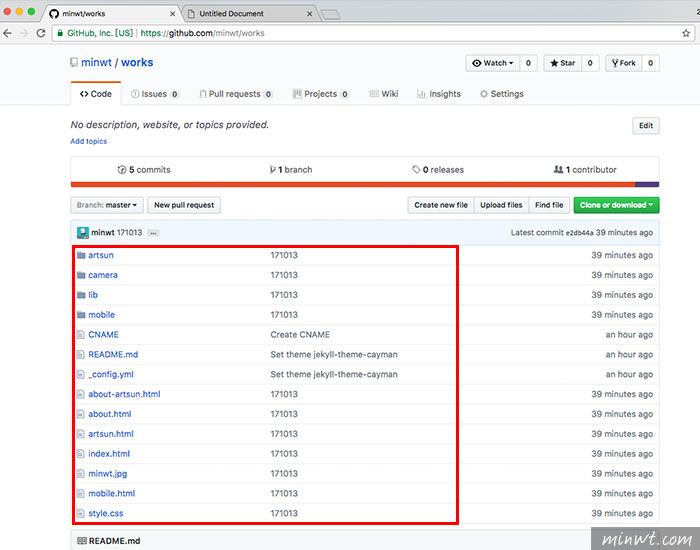 minwt/works
Untitled Document
GitHub, Inc. [US] | https://github.com/minwt/works
minwt / works
Watch 0 Star 0 Fork 0
Code Issues 0 Pull requests 0 Projects 0 Wiki Insights Settings
No description, website, or topics provided. Edit
Add topics
5 commits 1 branch 0 releases 1 contributor
Branch: master New pull request Create new file Upload files Find file Clone or download
minwt 171013 ... Latest commit e2db44a 39 minutes ago
artsun 171013 39 minutes ago
camera 171013 39 minutes ago
lib 171013 39 minutes ago
mobile 171013 39 minutes ago
CNAME Create CNAME an hour ago
README.md Set theme jekyll-theme-cayman an hour ago
_config.yml Set theme jekyll-theme-cayman an hour ago
about-artsun.html 171013 39 minutes ago
about.html 171013 39 minutes ago
artsun.html 171013 39 minutes ago
index.html 171013 39 minutes ago
minwt.jpg 171013 39 minutes ago
mobile.html 171013 39 minutes ago
style.css 171013 39 minutes ago
README.md
minwt.com